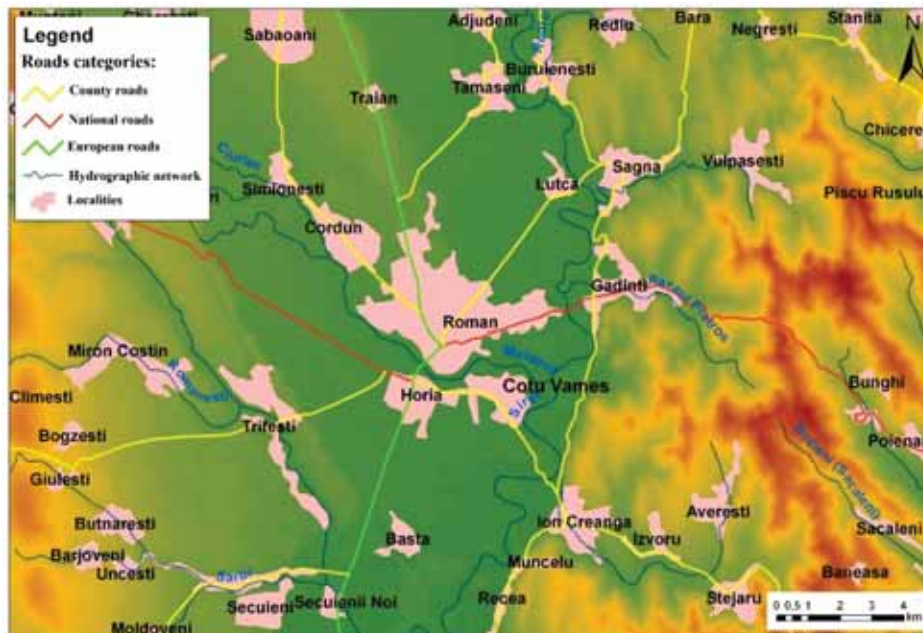 Legend
Roads categories:
County roads
National roads
European roads
Hydrographic network
Localities
Sabaoani
Adjudeni
Rediu
Bara
Negresti
Stanita
N
Traian
Tamaseni
Buruienesti
Chicere
Simionesti
Lutca
Sagna
Vulpasesti
Piscu Rusulu
Cordun
Gadinti
Roman
Miron Costin
Horia
Cotu Vames
Siret
Bunghi
Climesti
Bogzesti
Trifesti
Poiena
Giulesti
Butnaresti
Ion Creanga
Averesti
Sacaleni
Basta
Izvoru
Barjoveni
Uncesti
Muncelu
Baneasa
Secuieni
Secuienii Noi
Recea
Stejaru
Moldoveni
0 0,5 1 2 3 4
km